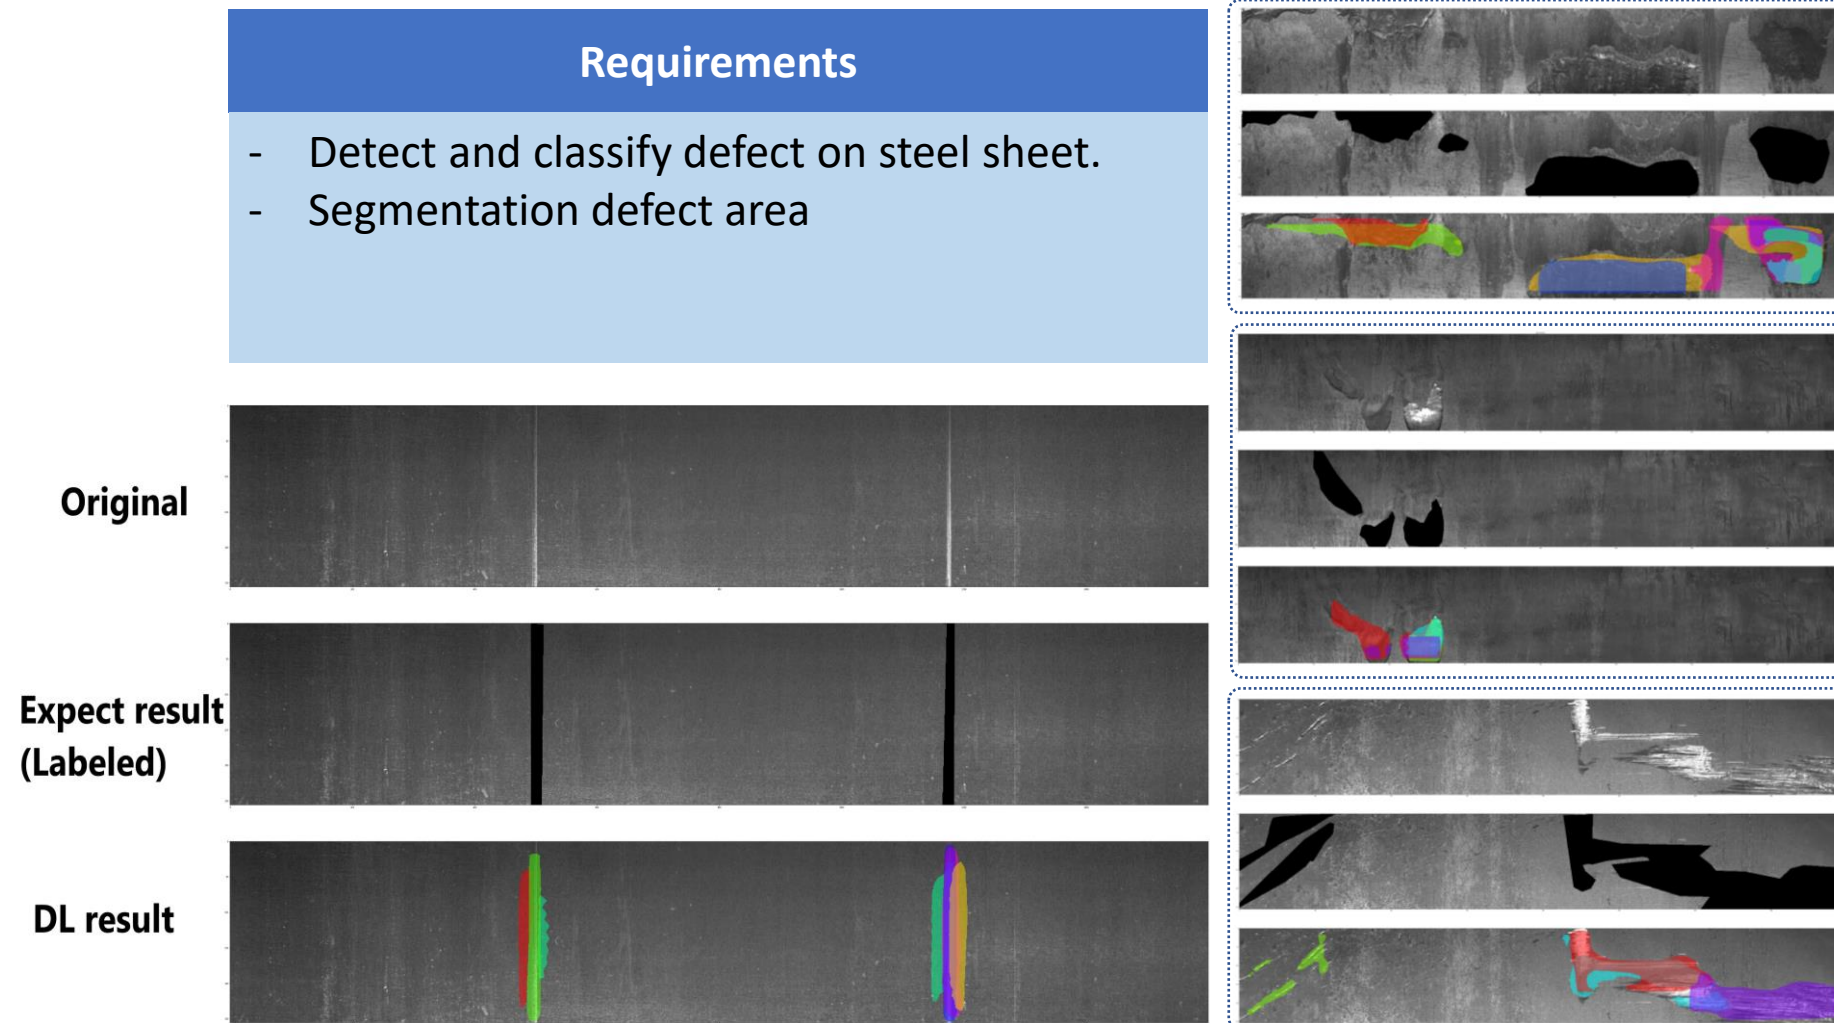 Requirements
- Detect and classify defect on steel sheet.
- Segmentation defect area
Original
Expect result
(Labeled)
DL result